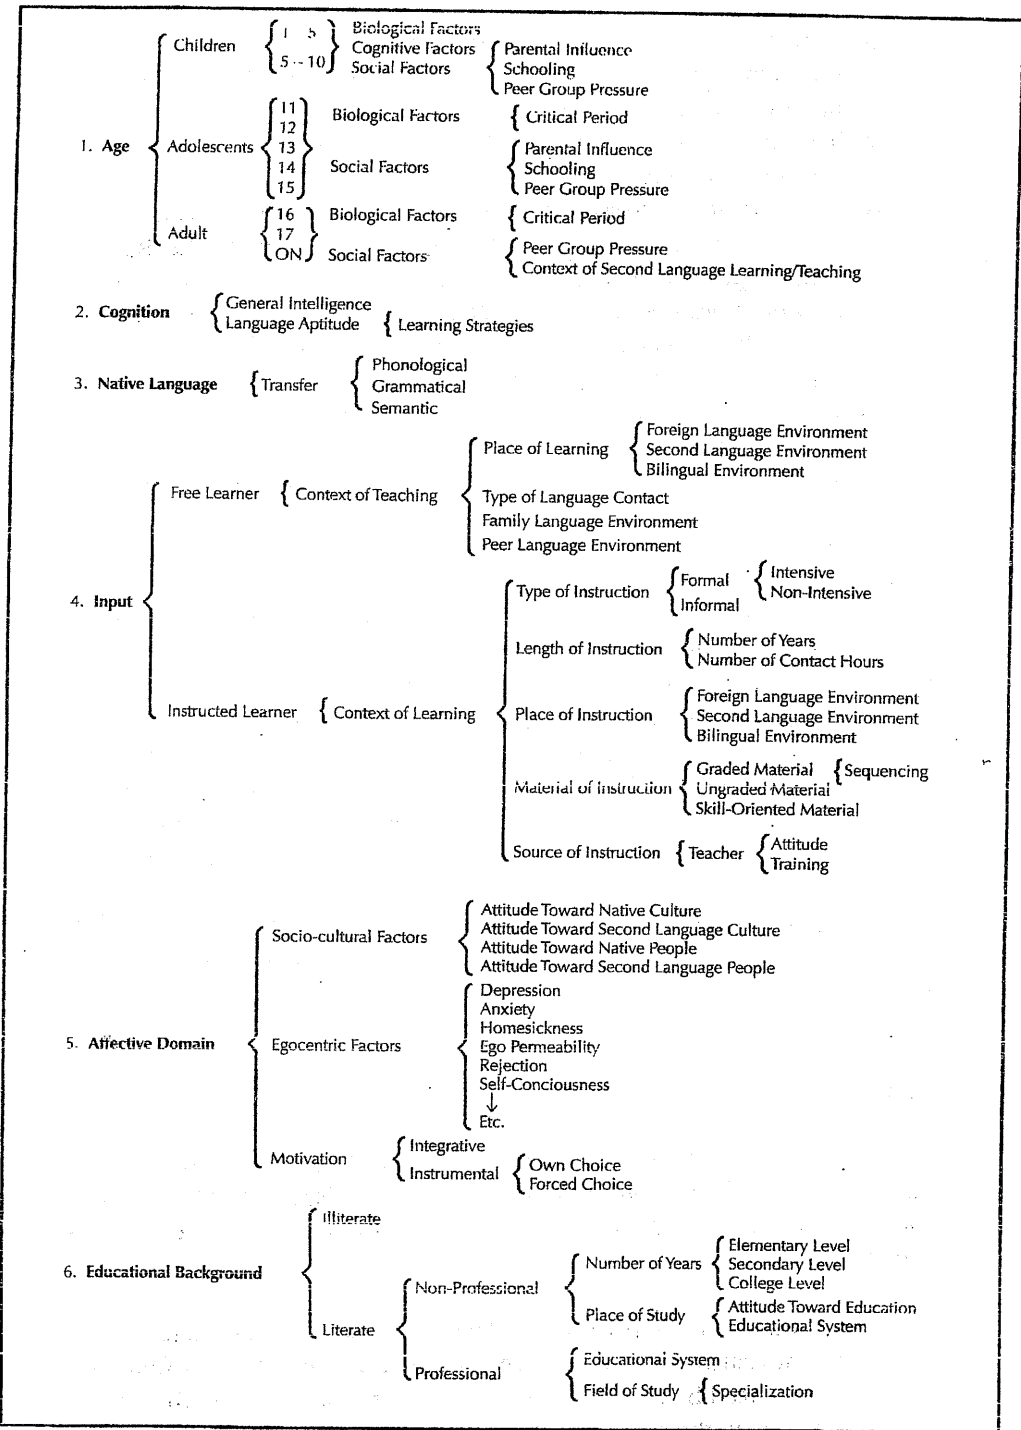 1 5 Biological Factors
Children Cognitive Factors Parental Influence
5 -- 10 Social Factors Schooling
Peer Group Pressure
11 Biological Factors Critical Period
12
1. Age Adolescents 13 Parental Influence
14 Social Factors Schooling
15 Peer Group Pressure
16 Biological Factors Critical Period
Adult 17
ON Social Factors Peer Group Pressure
Context of Second Language Learning/Teaching
2. Cognition General Intelligence
Language Aptitude Learning Strategies
Phonological
3. Native Language Transfer Grammatical
Semantic
Foreign Language Environment
Place of Learning Second Language Environment
Bilingual Environment
Free Learner Context of Teaching Type of Language Contact
Family Language Environment
Peer Language Environment
Type of Instruction Formal Intensive
Informal Non-Intensive
4. Input
Length of Instruction Number of Years
Number of Contact Hours
Foreign Language Environment
Instructed Learner Context of Learning Place of Instruction Second Language Environment
Bilingual Environment
Graded Material Sequencing
Material of Instruction Ungraded Material
Skill-Oriented Material
Source of Instruction Teacher Attitude
Training
Attitude Toward Native Culture
Socio-cultural Factors Attitude Toward Second Language Culture
Attitude Toward Native People
Attitude Toward Second Language People
Depression
Anxiety
Homesickness
5. Affective Domain Egocentric Factors Ego Permeability
Rejection
Self-Conciousness
↓
Etc.
Motivation Integrative
Instrumental Own Choice
Forced Choice
Illiterate
Elementary Level
Number of Years Secondary Level
6. Educational Background College Level
Non-Professional
Place of Study Attitude Toward Education
Literate Educational System
Educational System
Professional
Field of Study Specialization